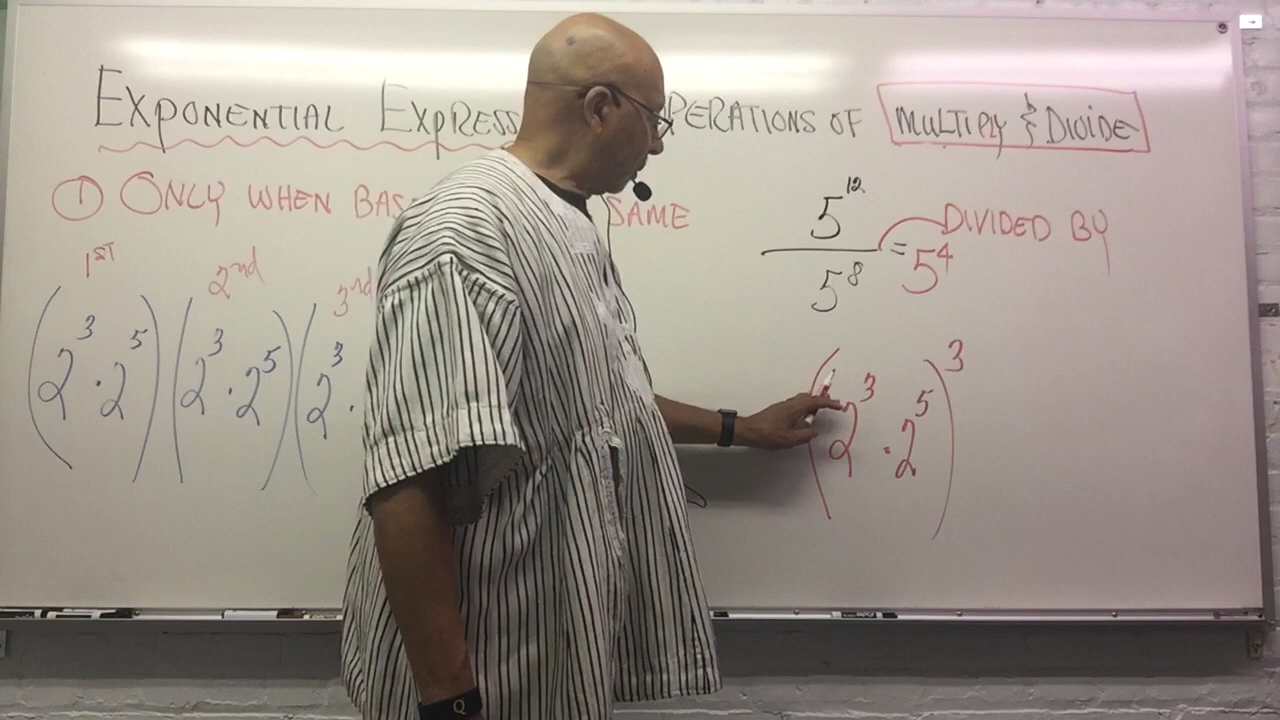 EXPONENTIAL EXPRESS PERATIONS OF MULTIPLY & DIVIDE
① ONLY WHEN BAS SAME
1ST 2nd 3rd
(2³·2⁵)(2³·2⁵)(2³·
5¹²
5⁸
= 5⁴
DIVIDED BY
(2³·2⁵)³
Q